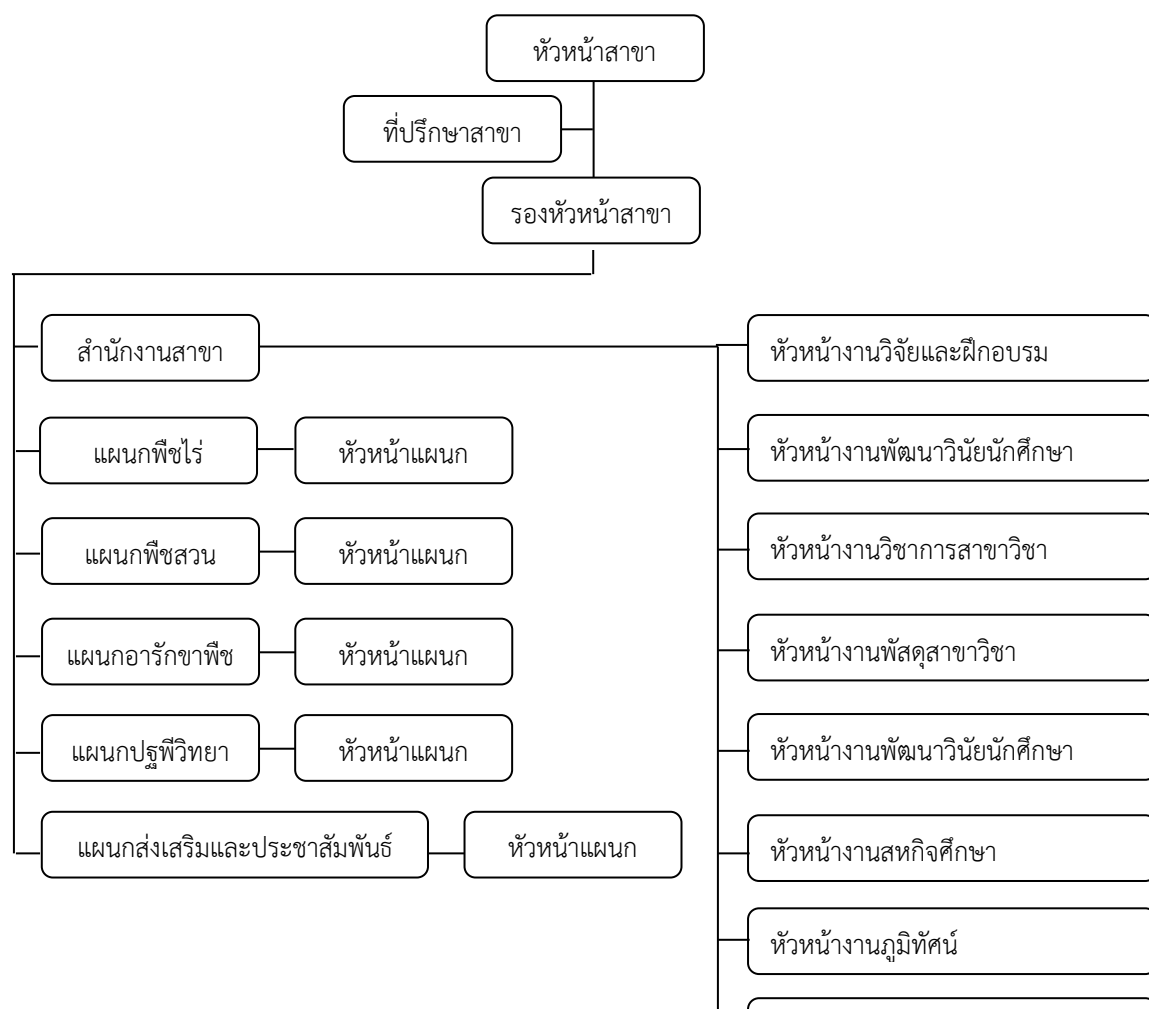 หัวหน้าสาขา
ที่ปรึกษาสาขา
รองหัวหน้าสาขา
สำนักงานสาขา
หัวหน้างานวิจัยและฝึกอบรม
แผนกพืชไร่
หัวหน้าแผนก
หัวหน้างานพัฒนาวินัยนักศึกษา
แผนกพืชสวน
หัวหน้าแผนก
หัวหน้างานวิชาการสาขาวิชา
แผนกอารักขาพืช
หัวหน้าแผนก
หัวหน้างานพัสดุสาขาวิชา
แผนกปฐพีวิทยา
หัวหน้าแผนก
หัวหน้างานพัฒนาวินัยนักศึกษา
แผนกส่งเสริมและประชาสัมพันธ์
หัวหน้าแผนก
หัวหน้างานสหกิจศึกษา
หัวหน้างานภูมิทัศน์